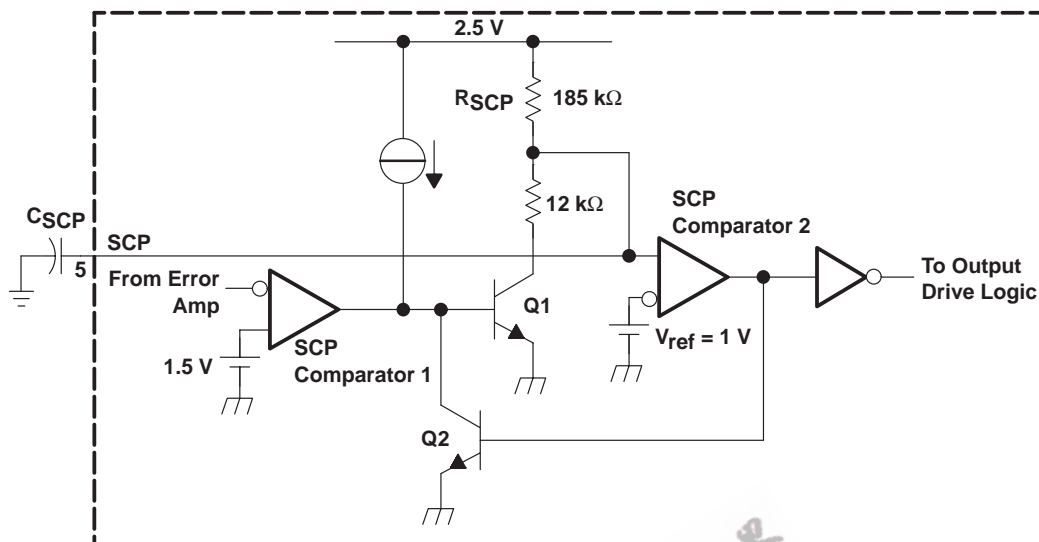 2.5 V
RSCP
185 kΩ
12 kΩ
CSCP
5
SCP
SCP
Comparator 2
From Error
Amp
Q1
To Output
Drive Logic
1.5 V
SCP
Comparator 1
Vref = 1 V
Q2